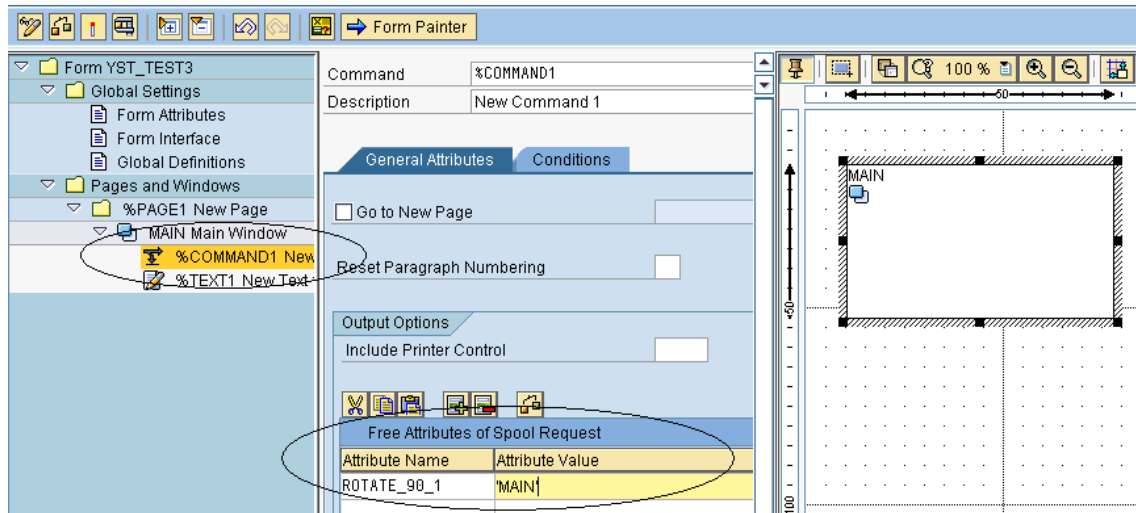 Form Painter
Form YST_TEST3
Global Settings
Form Attributes
Form Interface
Global Definitions
Pages and Windows
%PAGE1 New Page
MAIN Main Window
%COMMAND1 New
%TEXT1 New Text
Command %COMMAND1
Description New Command 1
General Attributes Conditions
Go to New Page
Reset Paragraph Numbering
Output Options
Include Printer Control
Free Attributes of Spool Request
Attribute Name Attribute Value
ROTATE_90_1 'MAIN'
100 %
50
MAIN
50
100